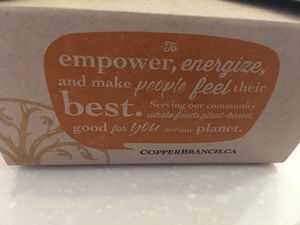 To
empower, energize,
and make people feel their
best. Serving our community
whole foods, plant-based,
good for you and our planet.
COPPERBRANCH.CA